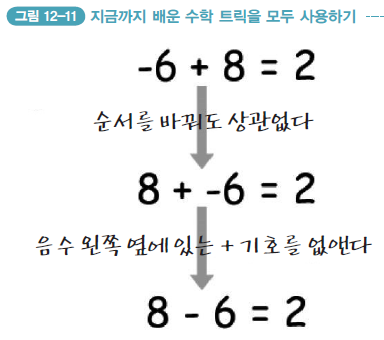 그림 12-11 지금까지 배운 수학 트릭을 모두 사용하기
-6 + 8 = 2
순서를 바꿔도 상관없다
8 + -6 = 2
음수 왼쪽 옆에 있는 + 기호를 없앤다
8 - 6 = 2